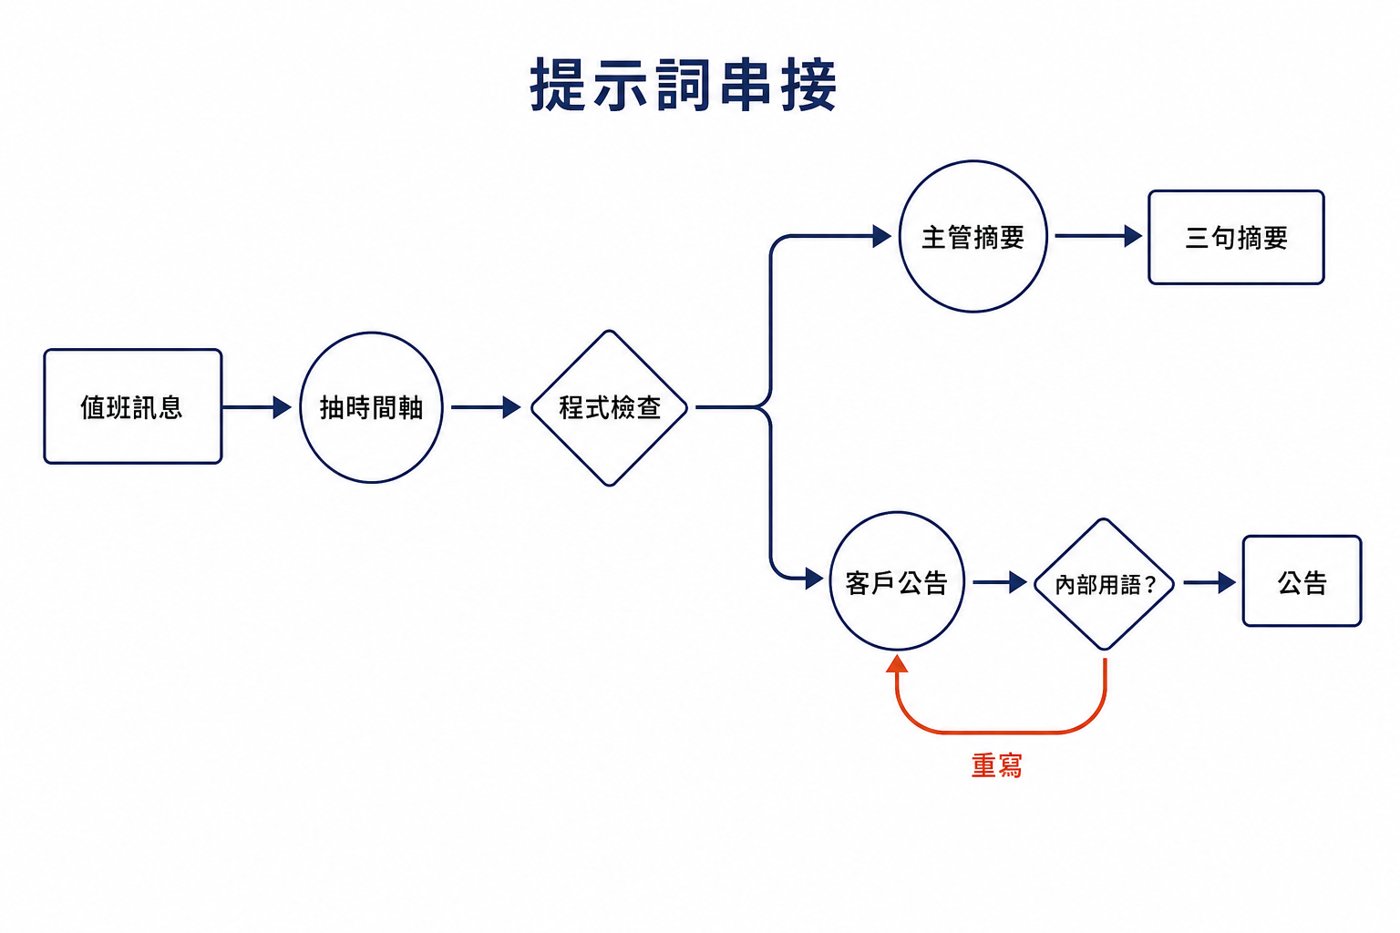 提示詞串接
主管摘要
三句摘要
值班訊息
抽時間軸
程式檢查
客戶公告
內部用語？
公告
重寫